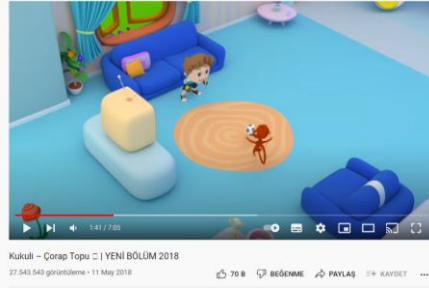 1:41 / 7:05
Kukuli – Çorap Topu □ | YENİ BÖLÜM 2018
27.543.543 görüntüleme • 11 May 2018
70 B BEĞENME PAYLAŞ KAYDET